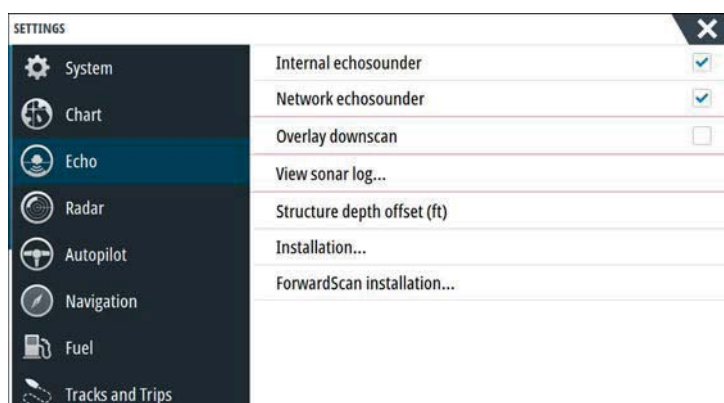 SETTINGS
System
Chart
Echo
Radar
Autopilot
Navigation
Fuel
Tracks and Trips
Internal echosounder
Network echosounder
Overlay downscan
View sonar log...
Structure depth offset (ft)
Installation...
ForwardScan installation...